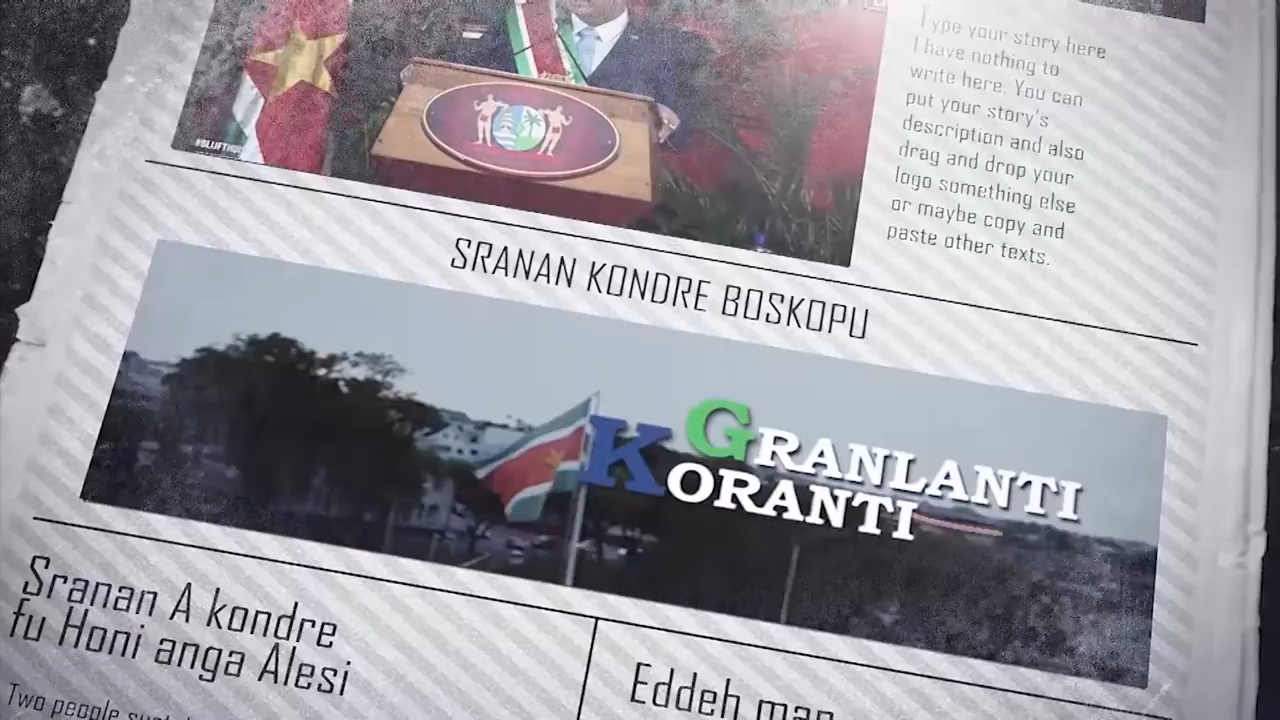 Type your story here
I have nothing to
write here. You can
put your story's
description and also
drag and drop your
logo something else
or maybe copy and
paste other texts.
SRANAN KONDRE BOSKOPU
GRANLANTI
KORANTI
Sranan A kondre
fu Honi anga Alesi
Eddeh man
Two people